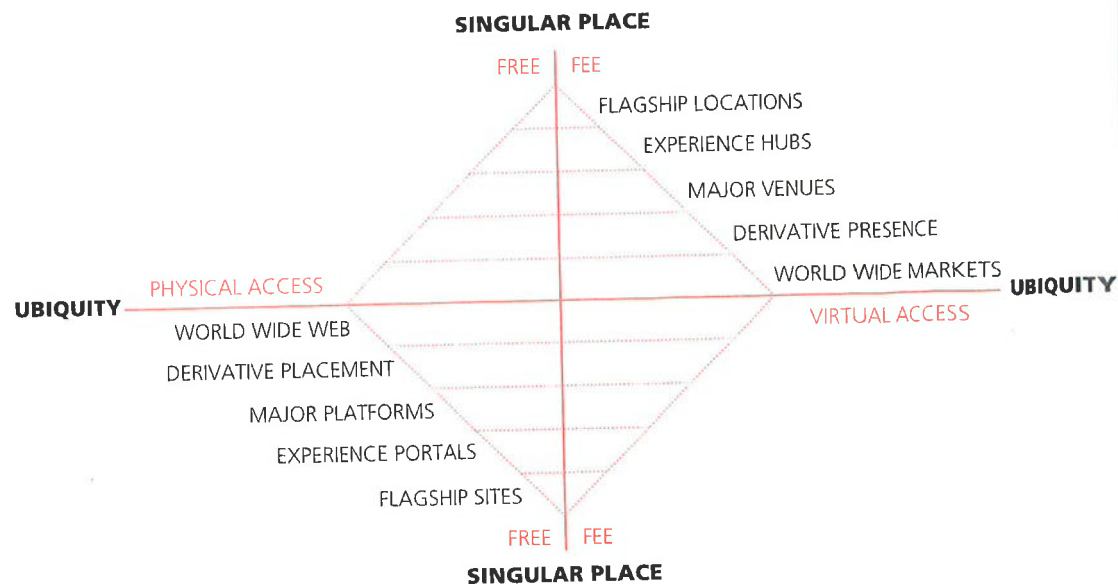 SINGULAR PLACE
FREE FEE
FLAGSHIP LOCATIONS
EXPERIENCE HUBS
MAJOR VENUES
DERIVATIVE PRESENCE
WORLD WIDE MARKETS
PHYSICAL ACCESS
UBIQUITY
UBIQUITY
VIRTUAL ACCESS
WORLD WIDE WEB
DERIVATIVE PLACEMENT
MAJOR PLATFORMS
EXPERIENCE PORTALS
FLAGSHIP SITES
FREE FEE
SINGULAR PLACE